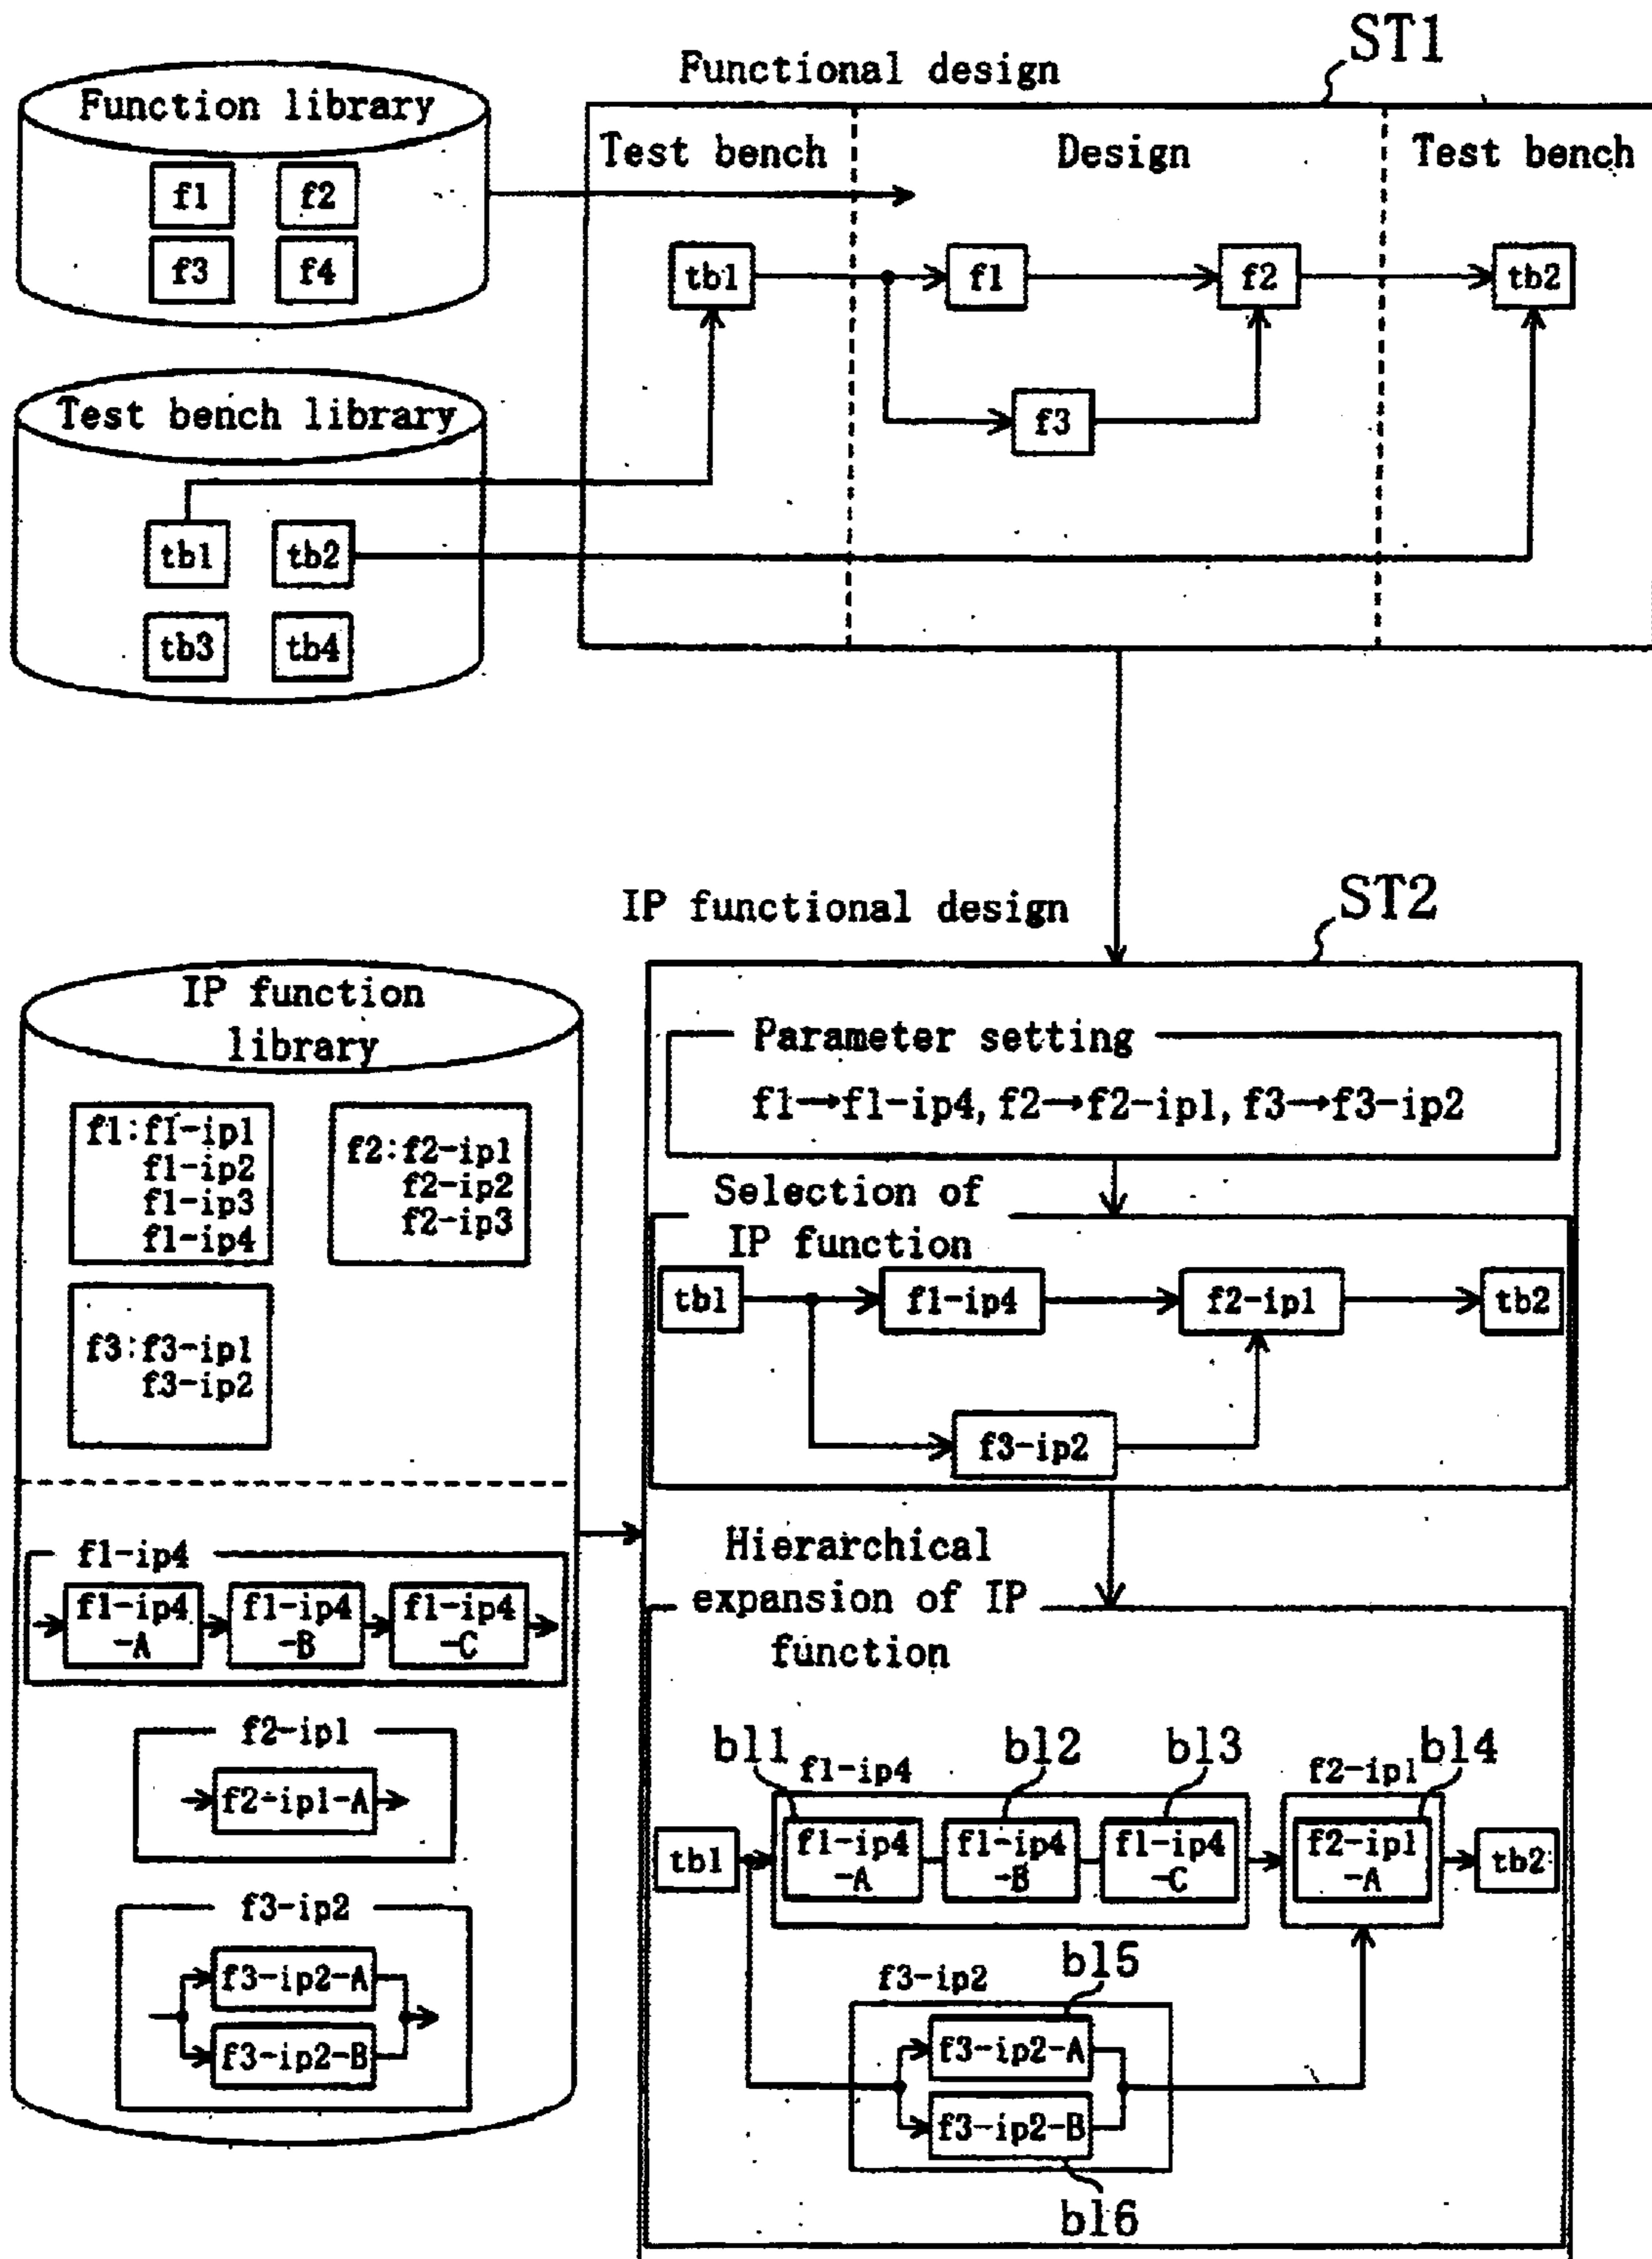 ST1
Functional design
Function library
f1 f2
f3 f4
Test bench Design Test bench
tb1 f1 f2 tb2
f3
Test bench library
tb1 tb2
tb3 tb4
ST2
IP functional design
IP function
library
f1:f1-ip1
f1-ip2
f1-ip3
f1-ip4
f2:f2-ip1
f2-ip2
f2-ip3
f3:f3-ip1
f3-ip2
f1-ip4
f1-ip4
-A
f1-ip4
-B
f1-ip4
-C
f2-ip1
f2-ip1-A
f3-ip2
f3-ip2-A
f3-ip2-B
Parameter setting
f1→f1-ip4, f2→f2-ip1, f3→f3-ip2
Selection of
IP function
tb1 f1-ip4 f2-ip1 tb2
f3-ip2
Hierarchical
expansion of IP
function
bl1 f1-ip4 bl2 bl3 f2-ip1 bl4
tb1
f1-ip4
-A
f1-ip4
-B
f1-ip4
-C
f2-ip1
-A
tb2
f3-ip2 bl5
f3-ip2-A
f3-ip2-B
bl6